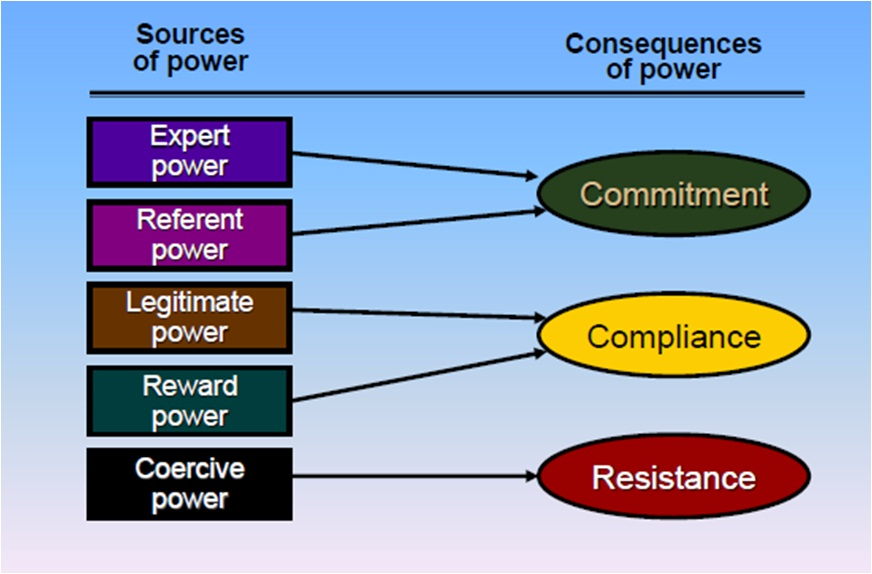 Sources
of power
Consequences
of power
Expert
power
Referent
power
Legitimate
power
Reward
power
Coercive
power
Commitment
Compliance
Resistance